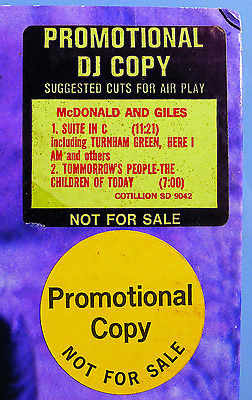 PROMOTIONAL
DJ COPY
SUGGESTED CUTS FOR AIR PLAY
McDONALD AND GILES
1. SUITE IN C (11:21)
including TURNHAM GREEN, HERE I
AM and others
2. TOMMORROW'S PEOPLE-THE
CHILDREN OF TODAY (7:00)
COTILLION SD 9042
NOT FOR SALE
Promotional
Copy
NOT FOR SALE